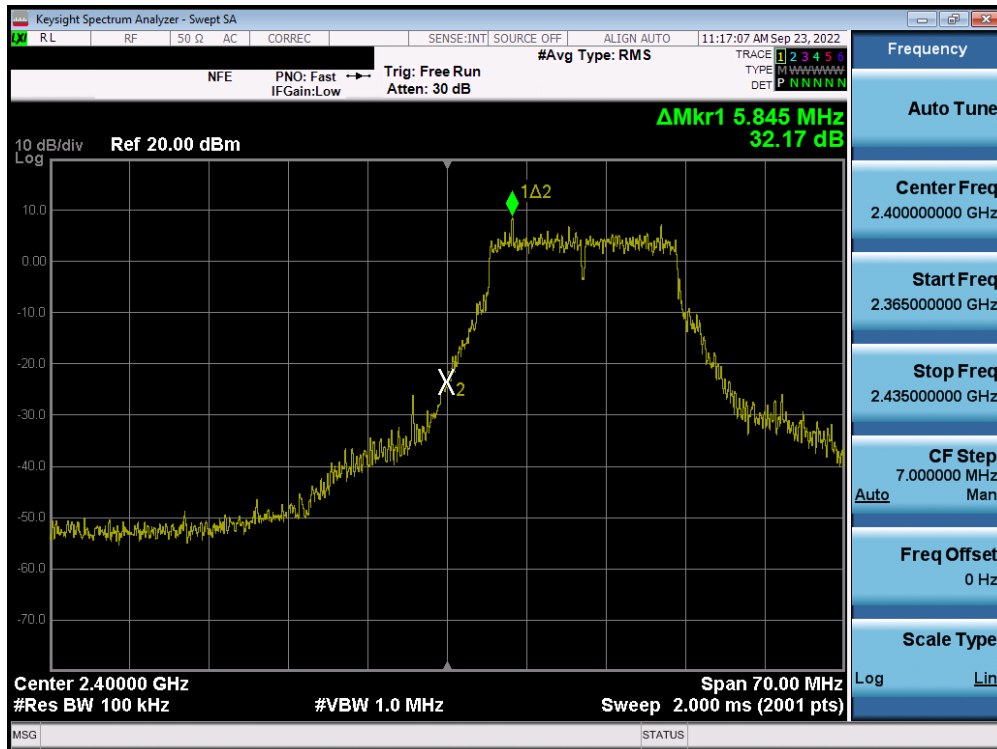 Keysight Spectrum Analyzer - Swept SA
LXI RL RF 50 Ω AC CORREC SENSE:INT SOURCE OFF ALIGN AUTO 11:17:07 AM Sep 23, 2022
#Avg Type: RMS TRACE 1 2 3 4 5 6
NFE PNO: Fast Trig: Free Run TYPE M WWWWW
IFGain:Low Atten: 30 dB DET P N N N N N
ΔMkr1 5.845 MHz
32.17 dB
10 dB/div Ref 20.00 dBm
Log
1Δ2
10.0
0.00
-10.0
-20.0
X2
-30.0
-40.0
-50.0
-60.0
-70.0
Center 2.40000 GHz Span 70.00 MHz
#Res BW 100 kHz #VBW 1.0 MHz Sweep 2.000 ms (2001 pts)
MSG STATUS
Frequency
Auto Tune
Center Freq
2.400000000 GHz
Start Freq
2.365000000 GHz
Stop Freq
2.435000000 GHz
CF Step
7.000000 MHz
Auto Man
Freq Offset
0 Hz
Scale Type
Log Lin